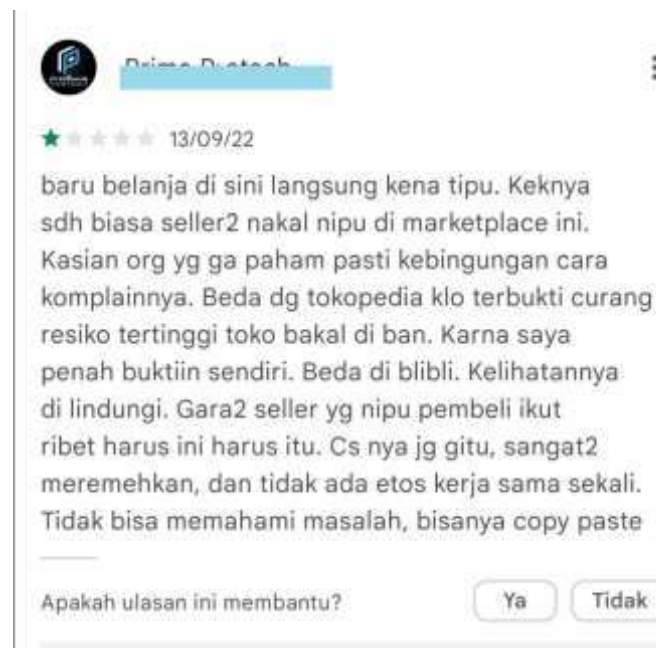 13/09/22
baru belanja di sini langsung kena tipu. Keknya
sdh biasa seller2 nakal nipu di marketplace ini.
Kasian org yg ga paham pasti kebingungan cara
komplainnya. Beda dg tokopedia klo terbukti curang
resiko tertinggi toko bakal di ban. Karna saya
penah buktiin sendiri. Beda di blibli. Kelihatannya
di lindungi. Gara2 seller yg nipu pembeli ikut
ribet harus ini harus itu. Cs nya jg gitu, sangat2
meremehkan, dan tidak ada etos kerja sama sekali.
Tidak bisa memahami masalah, bisanya copy paste
Apakah ulasan ini membantu?
Ya
Tidak